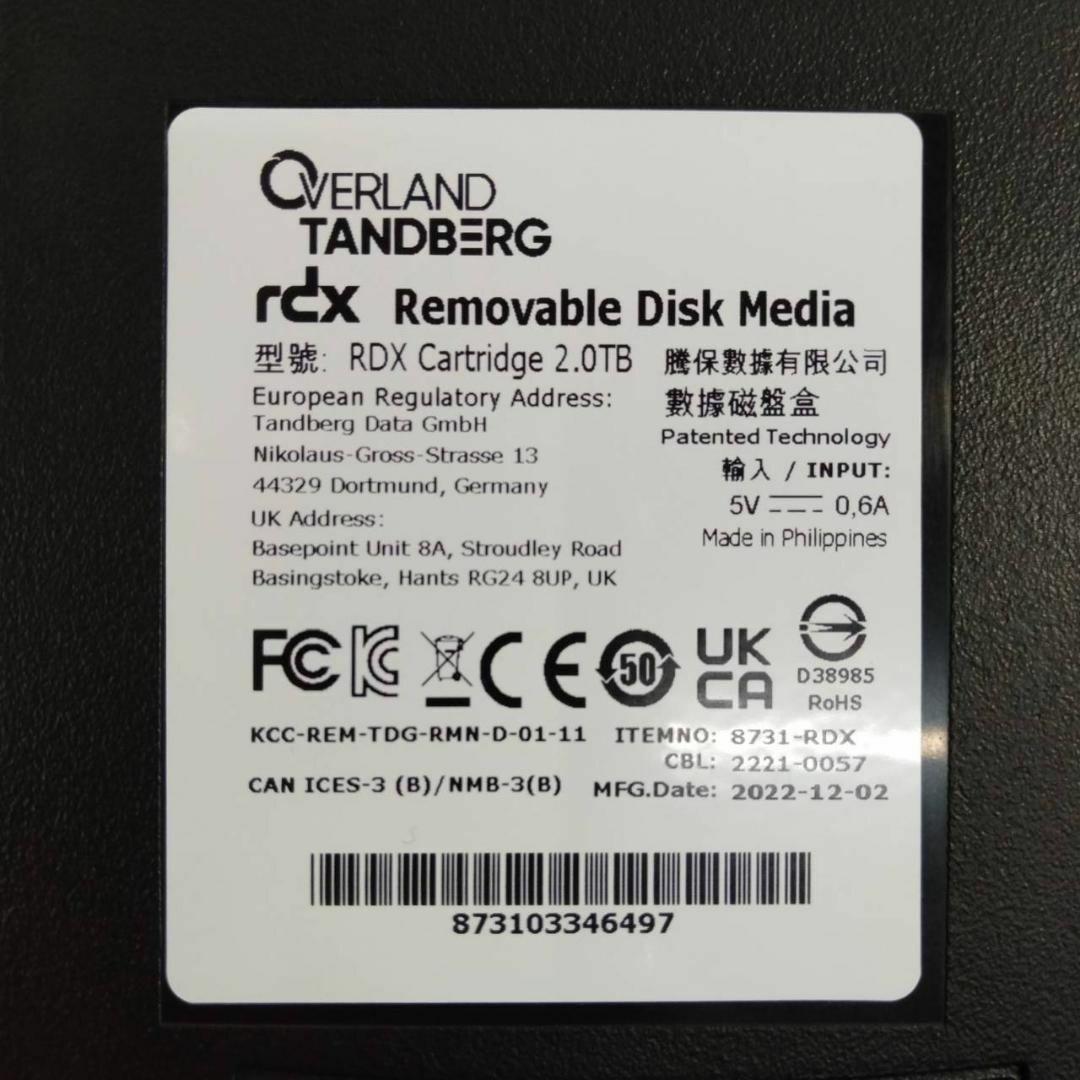 OVERLAND
TANDBERG
rdx Removable Disk Media
型號: RDX Cartridge 2.0TB
騰保數據有限公司
European Regulatory Address:
數據磁盤盒
Tandberg Data GmbH
Patented Technology
Nikolaus-Gross-Strasse 13
輸入 / INPUT:
44329 Dortmund, Germany
5V 0,6A
UK Address:
Made in Philippines
Basepoint Unit 8A, Stroudley Road
Basingstoke, Hants RG24 8UP, UK
FC KC CE 50 UK
CA
D38985
RoHS
KCC-REM-TDG-RMN-D-01-11 ITEMNO: 8731-RDX
CBL: 2221-0057
CAN ICES-3 (B)/NMB-3(B) MFG.Date: 2022-12-02
873103346497